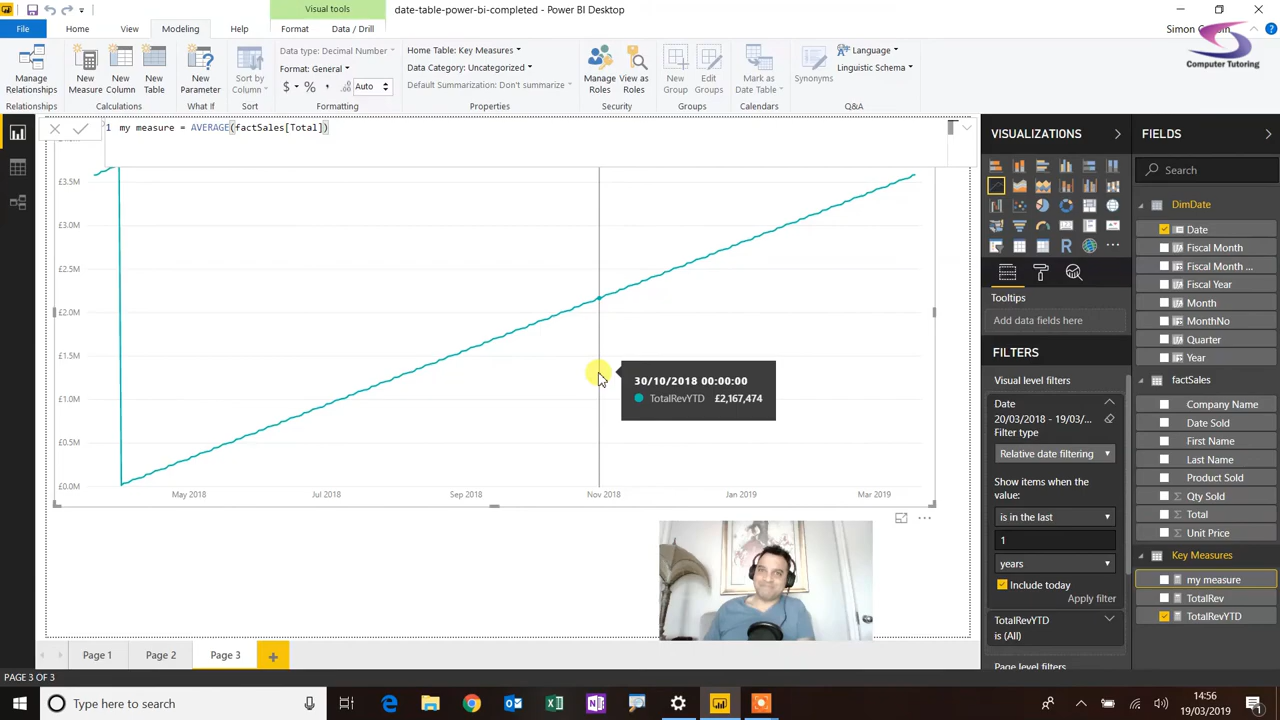 Visual tools
date-table-power-bi-completed - Power BI Desktop
File
Home
View
Modeling
Help
Format
Data / Drill
Simon
Computer Tutoring
Manage
Relationships
New
Measure
New
Column
New
Table
New
Parameter
Sort by
Column
Data type: Decimal Number
Format: General
$ % , .00 Auto
Home Table: Key Measures
Data Category: Uncategorized
Default Summarization: Don't summarize
Manage
Roles
View as
Roles
New
Group
Edit
Groups
Mark as
Date Table
Synonyms
Language
Linguistic Schema
Relationships
Calculations
What If
Sort
Formatting
Properties
Security
Groups
Calendars
Q&A
1 my measure = AVERAGE(factSales[Total])
£3.5M
£3.0M
£2.5M
£2.0M
£1.5M
£1.0M
£0.5M
£0.0M
May 2018
Jul 2018
Sep 2018
Nov 2018
Jan 2019
Mar 2019
30/10/2018 00:00:00
TotalRevYTD £2,167,474
VISUALIZATIONS
R
Tooltips
Add data fields here
FILTERS
Visual level filters
Date
20/03/2018 - 19/03/...
Filter type
Relative date filtering
Show items when the
value:
is in the last
1
years
Include today
Apply filter
TotalRevYTD
is (All)
Page level filters
FIELDS
Search
DimDate
Date
Fiscal Month
Fiscal Month ...
Fiscal Year
Month
MonthNo
Quarter
Year
factSales
Company Name
Date Sold
First Name
Last Name
Product Sold
Qty Sold
Total
Unit Price
Key Measures
my measure
TotalRev
TotalRevYTD
Page 1
Page 2
Page 3
PAGE 3 OF 3
Type here to search
14:56
19/03/2019